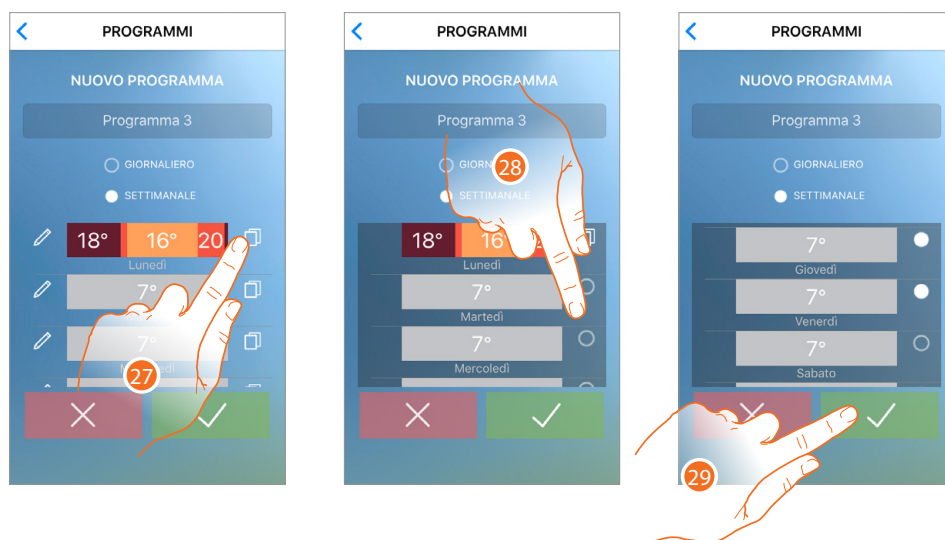 PROGRAMMI
NUOVO PROGRAMMA
Programma 3
GIORNALIERO
SETTIMANALE
18° 16° 20
Lunedì
7°
7°
27
PROGRAMMI
NUOVO PROGRAMMA
Programma 3
28
SETTIMANALE
18° 16
Lunedì
7°
Martedì
7°
Mercoledì
PROGRAMMI
NUOVO PROGRAMMA
Programma 3
GIORNALIERO
SETTIMANALE
7°
Giovedì
7°
Venerdì
7°
Sabato
29